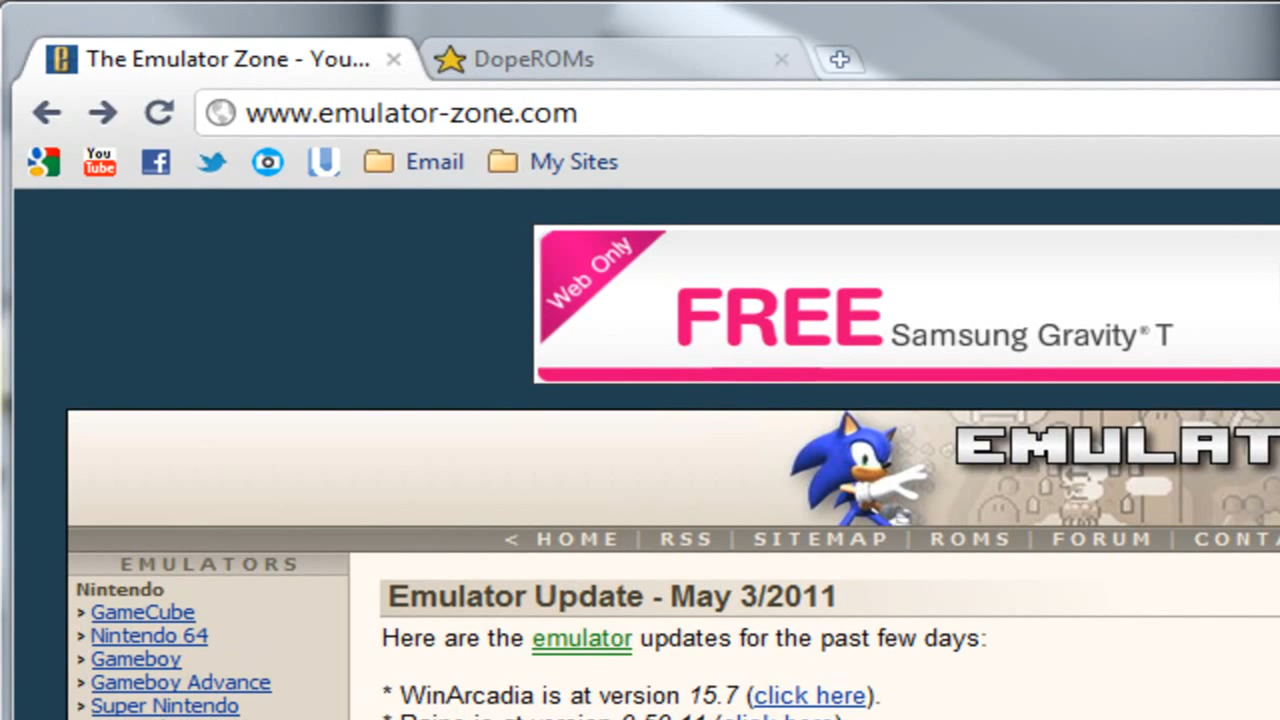 The Emulator Zone - You...
DopeROMs
www.emulator-zone.com
You
Tube
Email
My Sites
Web Only
FREE Samsung Gravity® T
EMULAT
< HOME | RSS | SITEMAP | ROMS | FORUM | CONTA
EMULATORS
Nintendo
> GameCube
> Nintendo 64
> Gameboy
> Gameboy Advance
> Super Nintendo
Emulator Update - May 3/2011
Here are the emulator updates for the past few days:
* WinArcadia is at version 15.7 (click here).